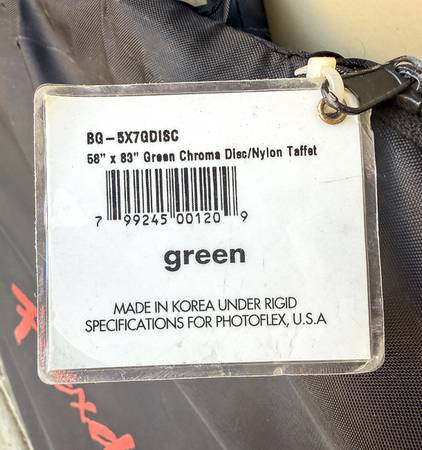 BG-5X7GDISC
58" x 83" Green Chroma Disc/Nylon Taffet
7 99245 00120 9
green
MADE IN KOREA UNDER RIGID
SPECIFICATIONS FOR PHOTOFLEX, U.S.A